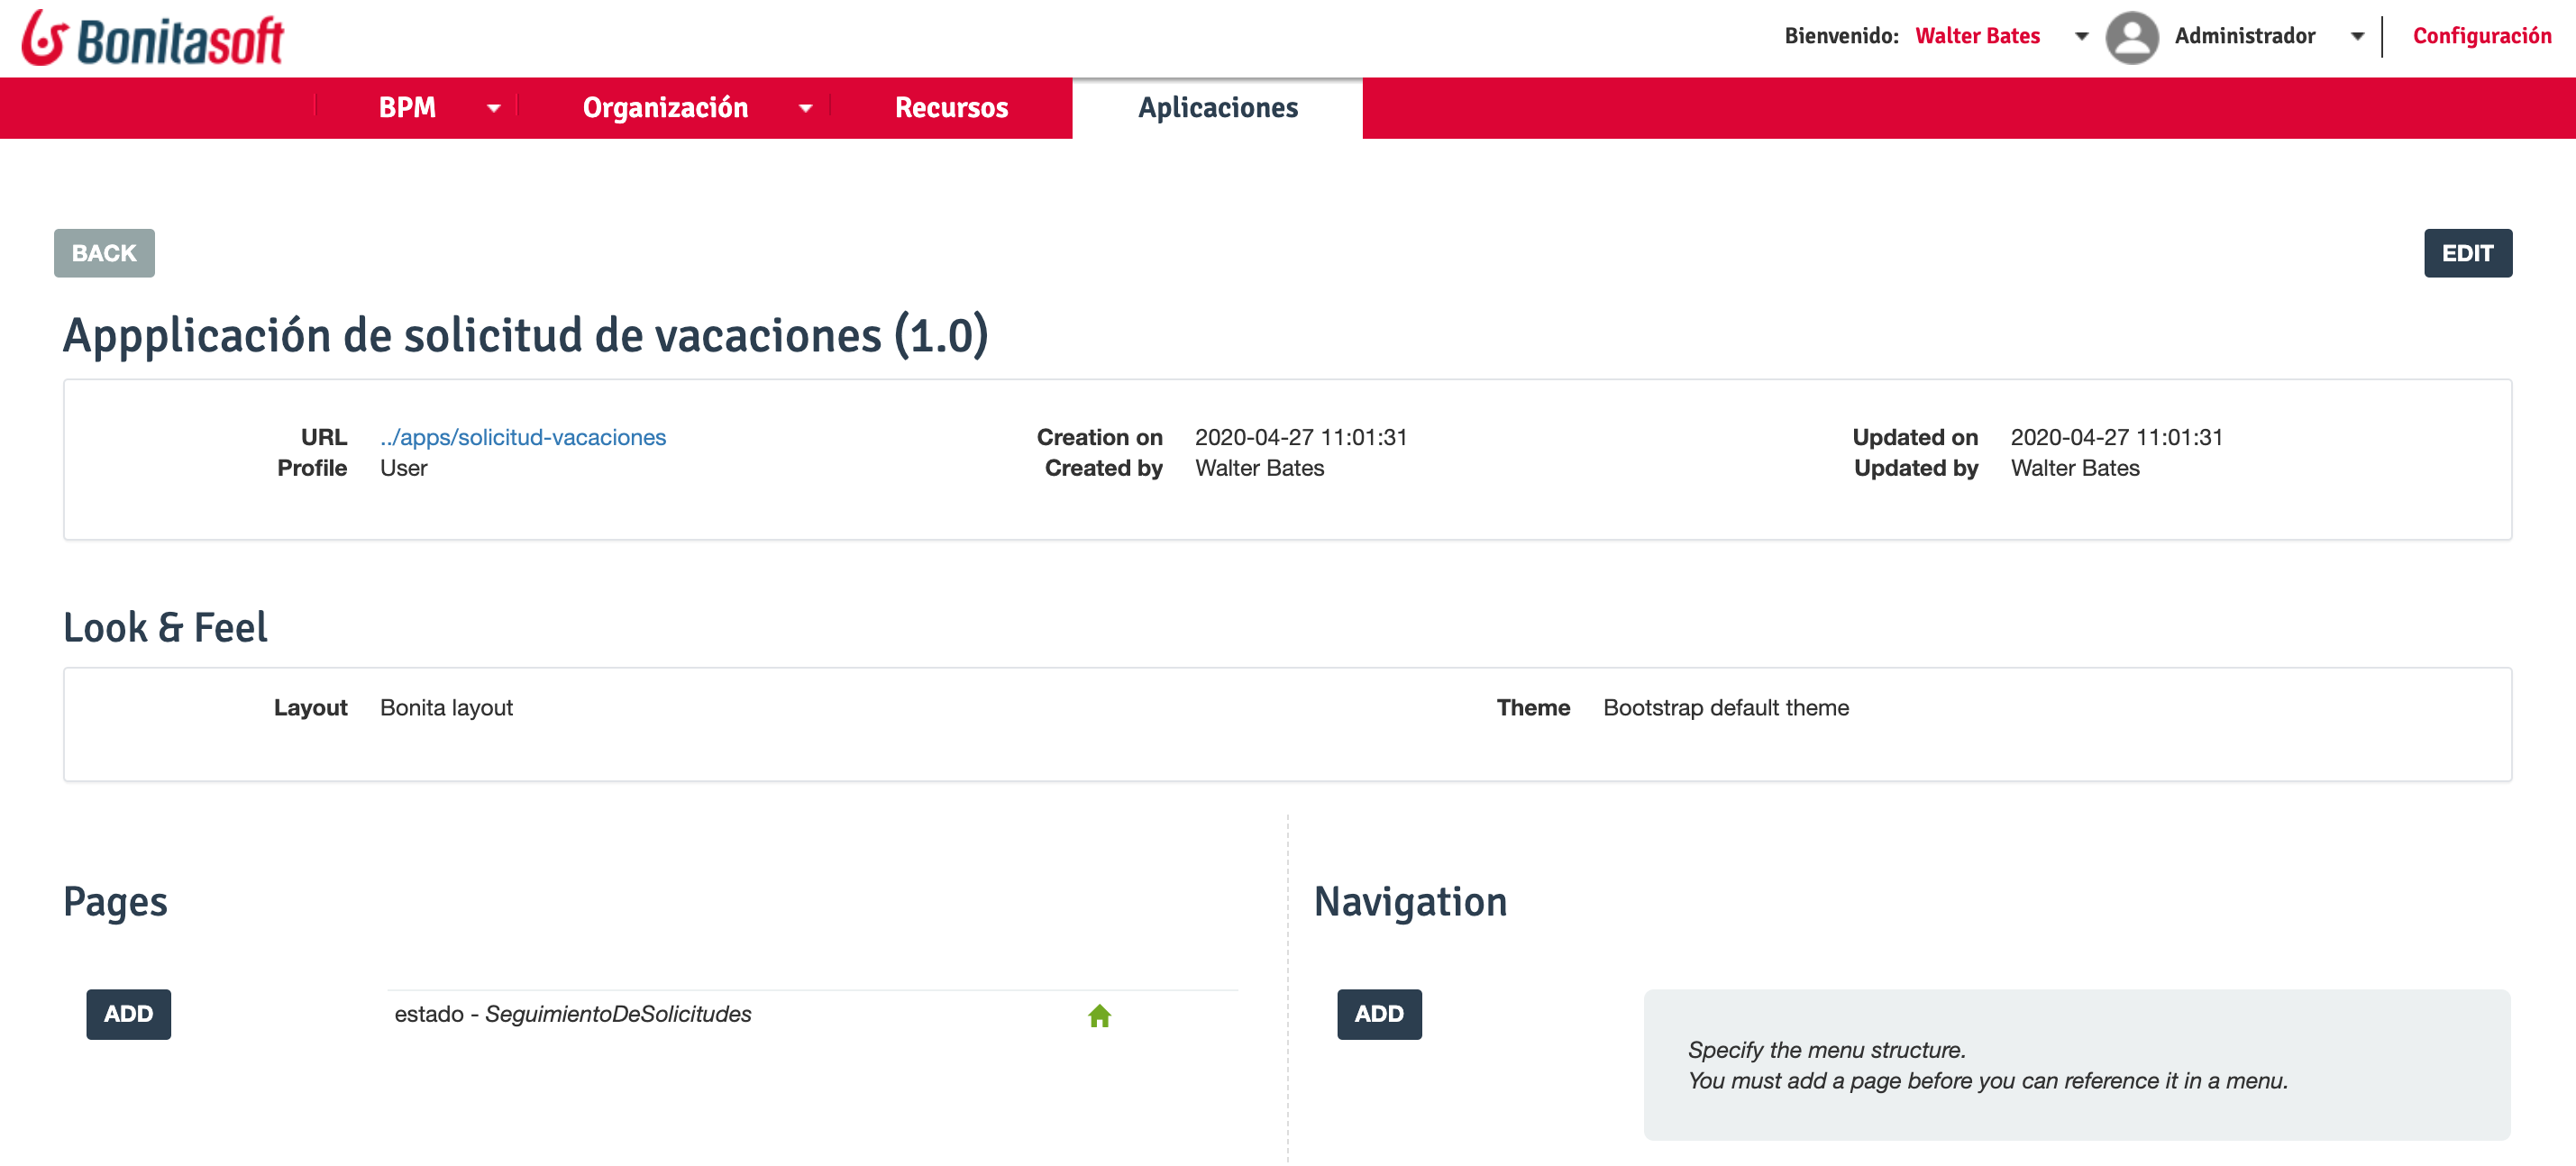 Bonitasoft
Bienvenido: Walter Bates Administrador Configuración
BPM Organización Recursos Aplicaciones
BACK EDIT
Appplicación de solicitud de vacaciones (1.0)
URL ../apps/solicitud-vacaciones Creation on 2020-04-27 11:01:31 Updated on 2020-04-27 11:01:31
Profile User Created by Walter Bates Updated by Walter Bates
Look & Feel
Layout Bonita layout Theme Bootstrap default theme
Pages
ADD estado - SeguimientoDeSolicitudes
Navigation
ADD
Specify the menu structure.
You must add a page before you can reference it in a menu.